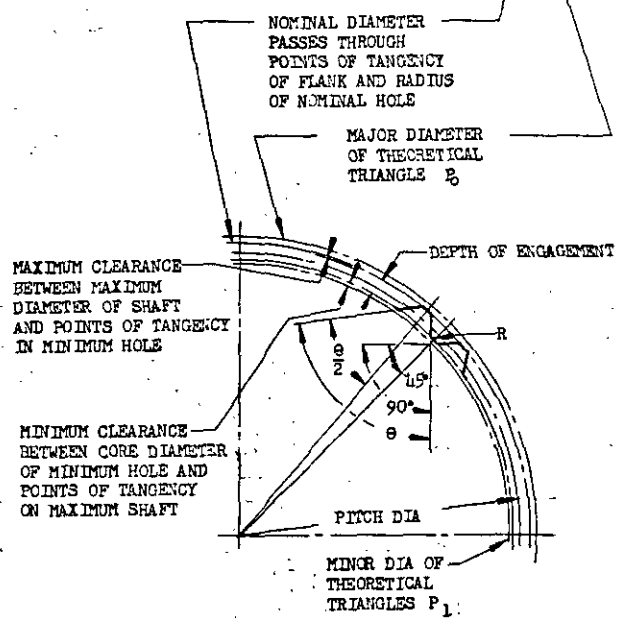 NOMINAL DIAMETER
PASSES THROUGH
POINTS OF TANGENCY
OF FLANK AND RADIUS
OF NOMINAL HOLE
MAJOR DIAMETER
OF THEORETICAL
TRIANGLE P₀
DEPTH OF ENGAGEMENT
MAXIMUM CLEARANCE
BETWEEN MAXIMUM
DIAMETER OF SHAFT
AND POINTS OF TANGENCY
IN MINIMUM HOLE
R
θ/2
45°
90°
θ
MINIMUM CLEARANCE
BETWEEN CORE DIAMETER
OF MINIMUM HOLE AND
POINTS OF TANGENCY
ON MAXIMUM SHAFT
PITCH DIA
MINOR DIA OF
THEORETICAL
TRIANGLES P₁